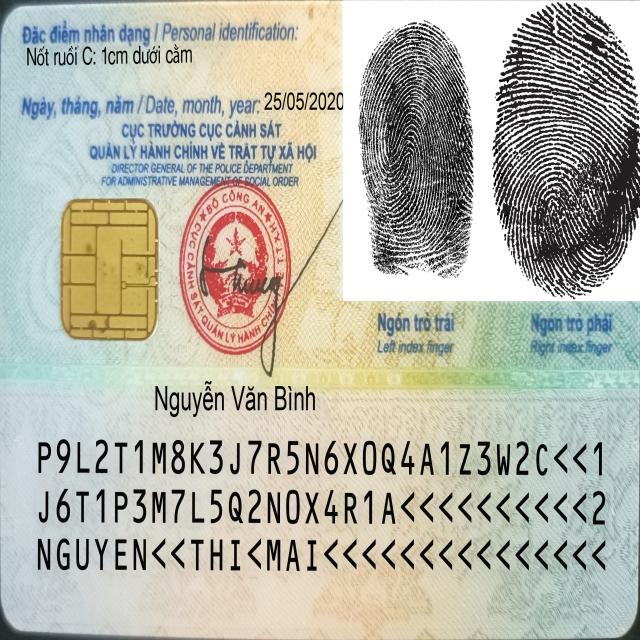 Đặc điểm nhân dạng / Personal identification:
Nốt ruồi C: 1cm dưới cằm
Ngày, tháng, năm / Date, month, year: 25/05/2020
CỤC TRƯỞNG CỤC CẢNH SÁT
QUẢN LÝ HÀNH CHÍNH VỀ TRẬT TỰ XÃ HỘI
DIRECTOR GENERAL OF THE POLICE DEPARTMENT
FOR ADMINISTRATIVE MANAGEMENT OF SOCIAL ORDER
BỘ CÔNG AN
CỤC CẢNH SÁT QUẢN LÝ HÀNH CHÍNH
Ngón trỏ trái
Left index finger
Ngón trỏ phải
Right index finger
Nguyễn Văn Bình
P9L2T1M8K3J7R5N6X0Q4A1Z3W2C<<1
J6T1P3M7L5Q2N0X4R1A<<<<<<<<<<2
NGUYEN<<THI<MAI<<<<<<<<<<<<<<<